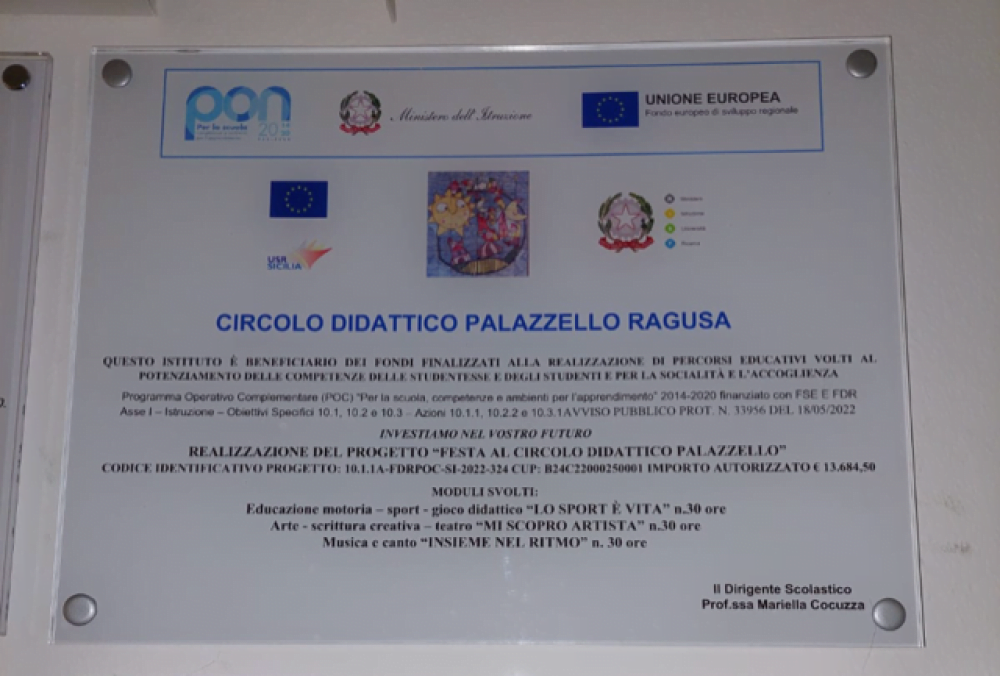 pon
Per la scuola
2014
2020
Ministero dell'Istruzione
UNIONE EUROPEA
Fondo europeo di sviluppo regionale
USR
SICILIA
CIRCOLO DIDATTICO PALAZZELLO RAGUSA
QUESTO ISTITUTO È BENEFICIARIO DEI FONDI FINALIZZATI ALLA REALIZZAZIONE DI PERCORSI EDUCATIVI VOLTI AL
POTENZIAMENTO DELLE COMPETENZE DELLE STUDENTESSE E DEGLI STUDENTI E PER LA SOCIALITÀ E L'ACCOGLIENZA
Programma Operativo Complementare (POC) "Per la scuola, competenze e ambienti per l'apprendimento" 2014-2020 finanziato con FSE E FDR
Asse I – Istruzione – Obiettivi Specifici 10.1, 10.2 e 10.3 – Azioni 10.1.1, 10.2.2 e 10.3.1AVVISO PUBBLICO PROT. N. 33956 DEL 18/05/2022
INVESTIAMO NEL VOSTRO FUTURO
REALIZZAZIONE DEL PROGETTO "FESTA AL CIRCOLO DIDATTICO PALAZZELLO"
CODICE IDENTIFICATIVO PROGETTO: 10.1.1A-FDRPOC-SI-2022-324 CUP: B24C22000250001 IMPORTO AUTORIZZATO € 13.684,50
MODULI SVOLTI:
Educazione motoria – sport - gioco didattico "LO SPORT È VITA" n.30 ore
Arte - scrittura creativa – teatro "MI SCOPRO ARTISTA" n.30 ore
Musica e canto "INSIEME NEL RITMO" n. 30 ore
Il Dirigente Scolastico
Prof.ssa Mariella Cocuzza